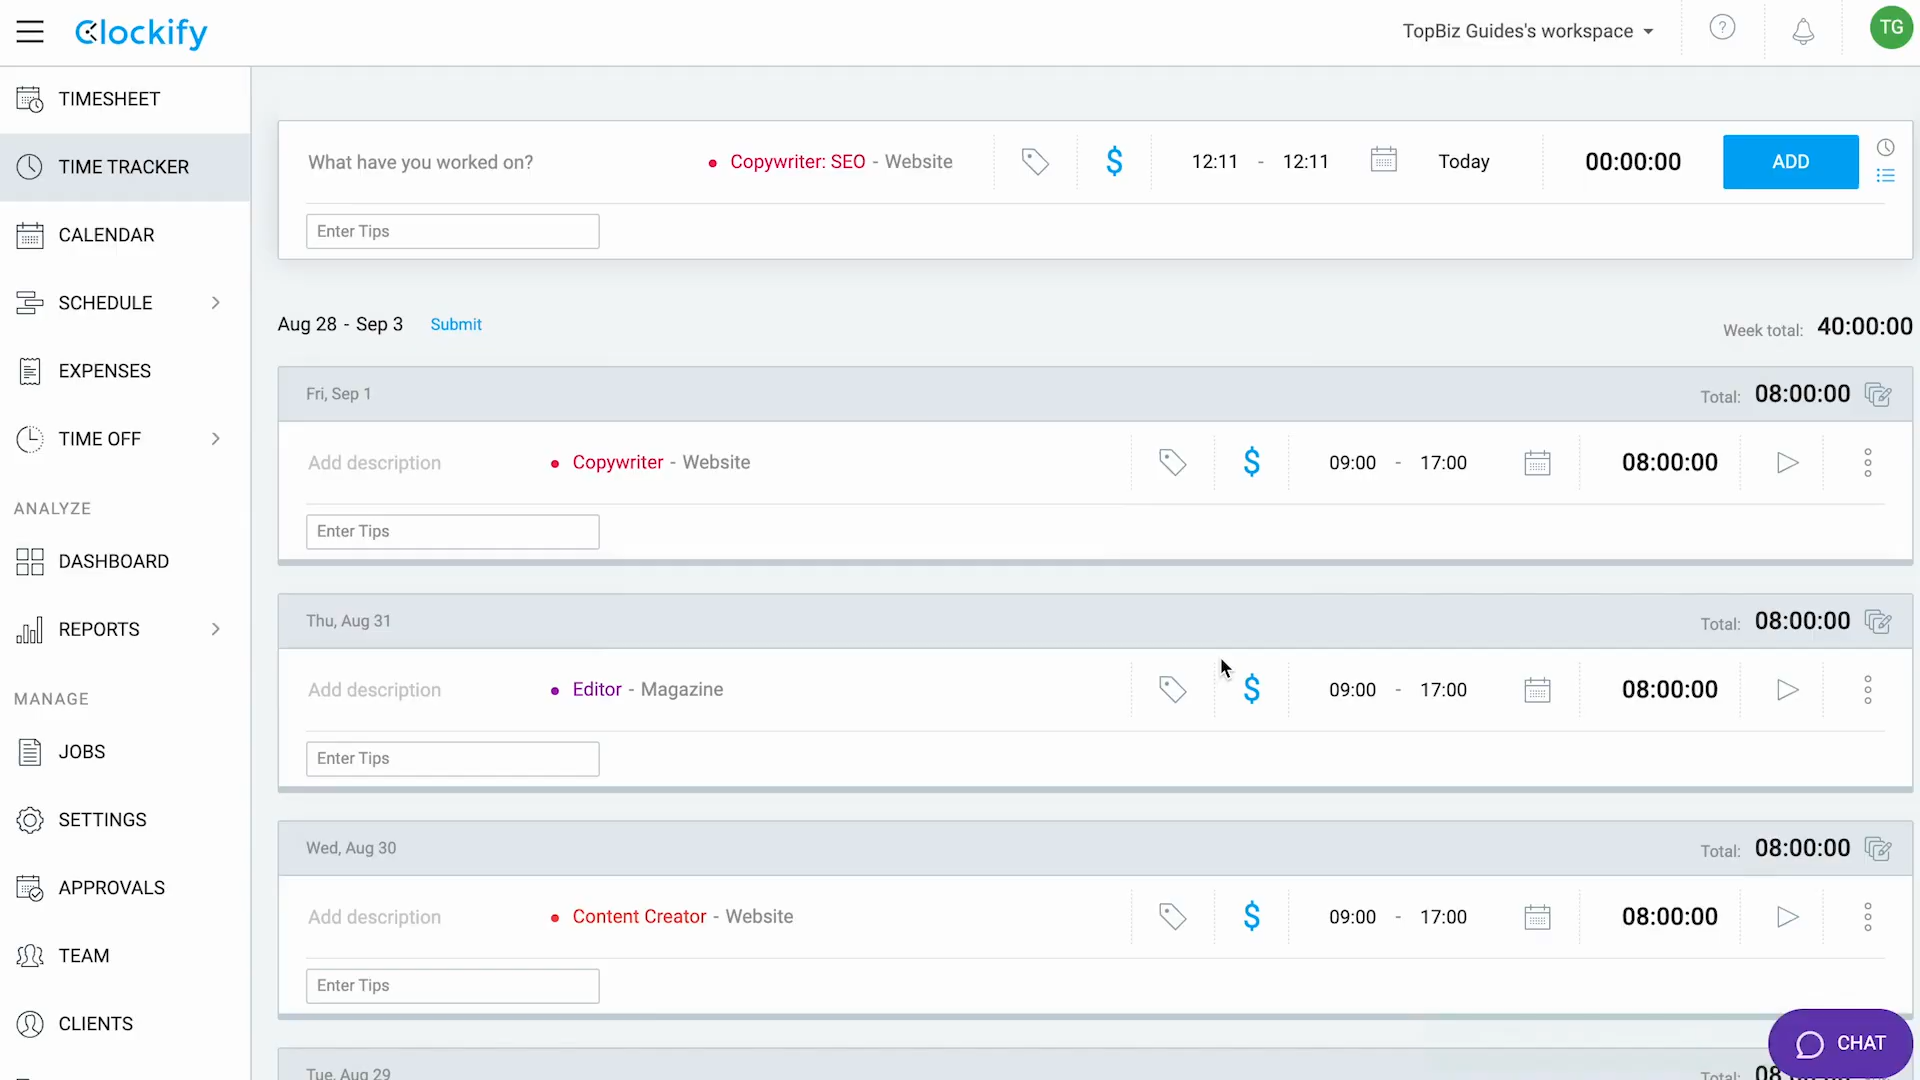 Clockify
TopBiz Guides's workspace
?
TG
TIMESHEET
TIME TRACKER
CALENDAR
SCHEDULE
EXPENSES
TIME OFF
ANALYZE
DASHBOARD
REPORTS
MANAGE
JOBS
SETTINGS
APPROVALS
TEAM
CLIENTS
What have you worked on? Copywriter: SEO - Website $ 12:11 - 12:11 Today 00:00:00 ADD
Enter Tips
Aug 28 - Sep 3 Submit Week total: 40:00:00
Fri, Sep 1 Total: 08:00:00
Add description Copywriter - Website $ 09:00 - 17:00 08:00:00
Enter Tips
Thu, Aug 31 Total: 08:00:00
Add description Editor - Magazine $ 09:00 - 17:00 08:00:00
Enter Tips
Wed, Aug 30 Total: 08:00:00
Add description Content Creator - Website $ 09:00 - 17:00 08:00:00
Enter Tips
Tue, Aug 29 Total: 08
CHAT